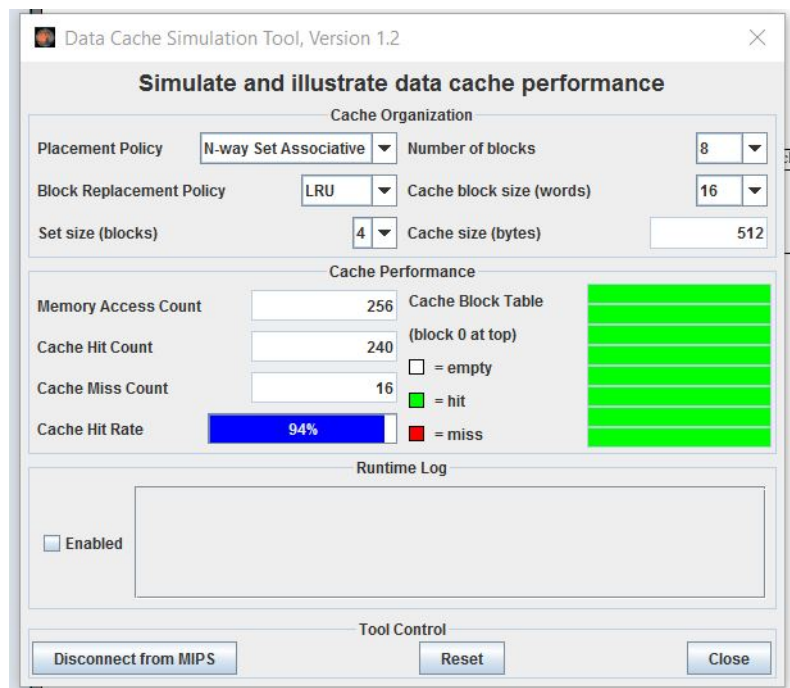 Data Cache Simulation Tool, Version 1.2
Simulate and illustrate data cache performance
Cache Organization
Placement Policy N-way Set Associative Number of blocks 8
Block Replacement Policy LRU Cache block size (words) 16
Set size (blocks) 4 Cache size (bytes) 512
Cache Performance
Memory Access Count 256 Cache Block Table
(block 0 at top)
Cache Hit Count 240
= empty
Cache Miss Count 16
= hit
Cache Hit Rate 94%
= miss
Runtime Log
Enabled
Tool Control
Disconnect from MIPS Reset Close